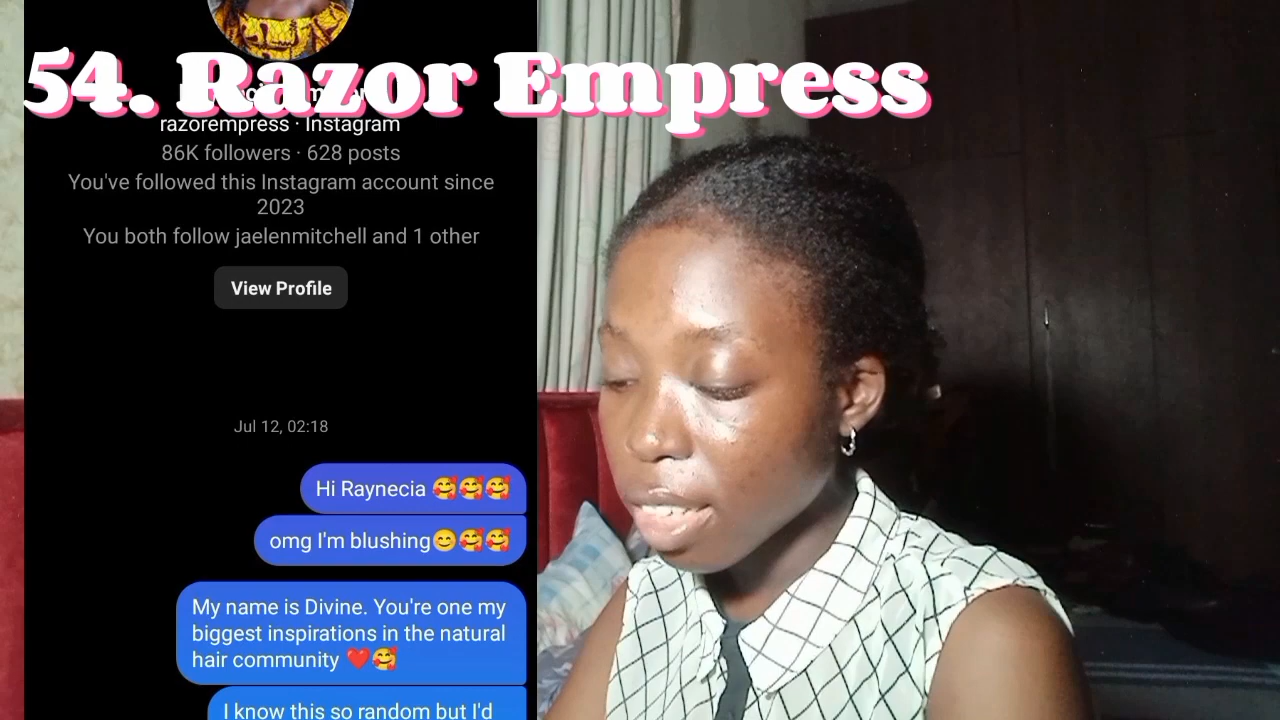 54. Razor Empress
razorempress · Instagram
86K followers · 628 posts
You've followed this Instagram account since
2023
You both follow jaelenmitchell and 1 other
View Profile
Jul 12, 02:18
Hi Raynecia 🥰🥰🥰
omg I'm blushing😊🥰🥰
My name is Divine. You're one my
biggest inspirations in the natural
hair community ❤️🥰
I know this so random but I'd